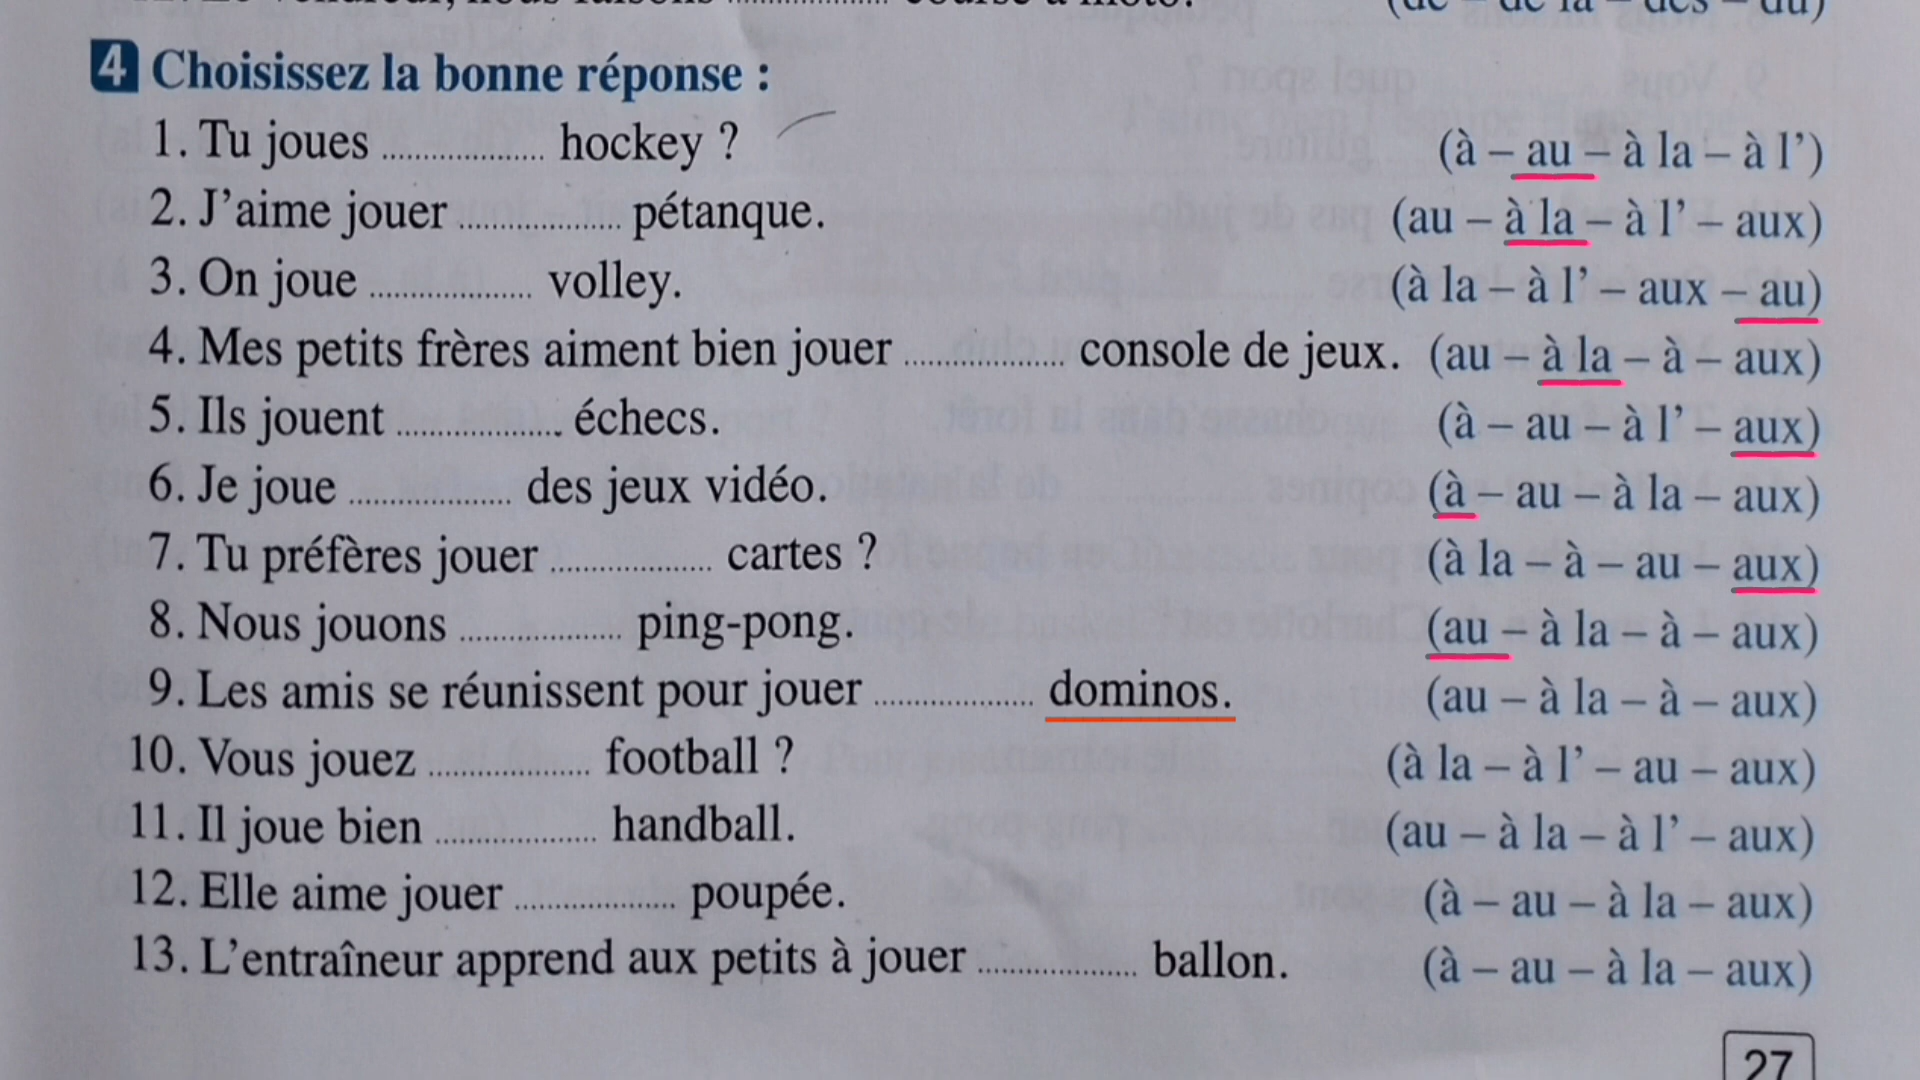 4 Choisissez la bonne réponse :
1. Tu joues .................. hockey ? (à – au – à la – à l’)
2. J’aime jouer .................. pétanque. (au – à la – à l’ – aux)
3. On joue .................. volley. (à la – à l’ – aux – au)
4. Mes petits frères aiment bien jouer .................. console de jeux. (au – à la – à – aux)
5. Ils jouent .................. échecs. (à – au – à l’ – aux)
6. Je joue .................. des jeux vidéo. (à – au – à la – aux)
7. Tu préfères jouer .................. cartes ? (à la – à – au – aux)
8. Nous jouons .................. ping-pong. (au – à la – à – aux)
9. Les amis se réunissent pour jouer .................. dominos. (au – à la – à – aux)
10. Vous jouez .................. football ? (à la – à l’ – au – aux)
11. Il joue bien .................. handball. (au – à la – à l’ – aux)
12. Elle aime jouer .................. poupée. (à – au – à la – aux)
13. L’entraîneur apprend aux petits à jouer .................. ballon. (à – au – à la – aux)
27